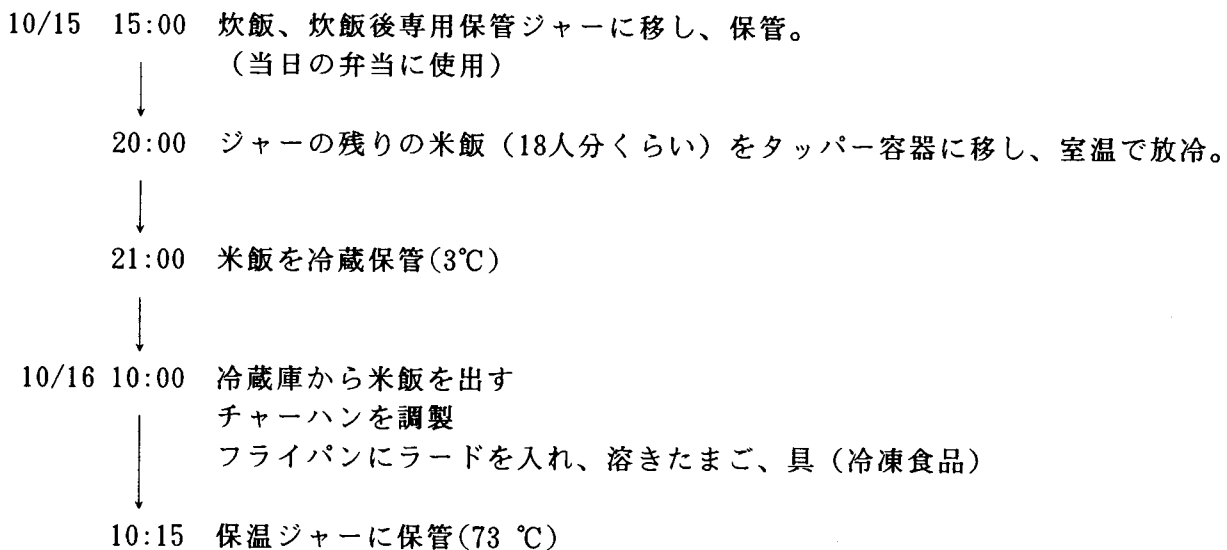 10/15 15:00 炊飯、炊飯後専用保管ジャーに移し、保管。
（当日の弁当に使用）
20:00 ジャーの残りの米飯（18人分くらい）をタッパー容器に移し、室温で放冷。
21:00 米飯を冷蔵保管(3℃)
10/16 10:00 冷蔵庫から米飯を出す
チャーハンを調製
フライパンにラードを入れ、溶きたまご、具（冷凍食品）
10:15 保温ジャーに保管(73 ℃)